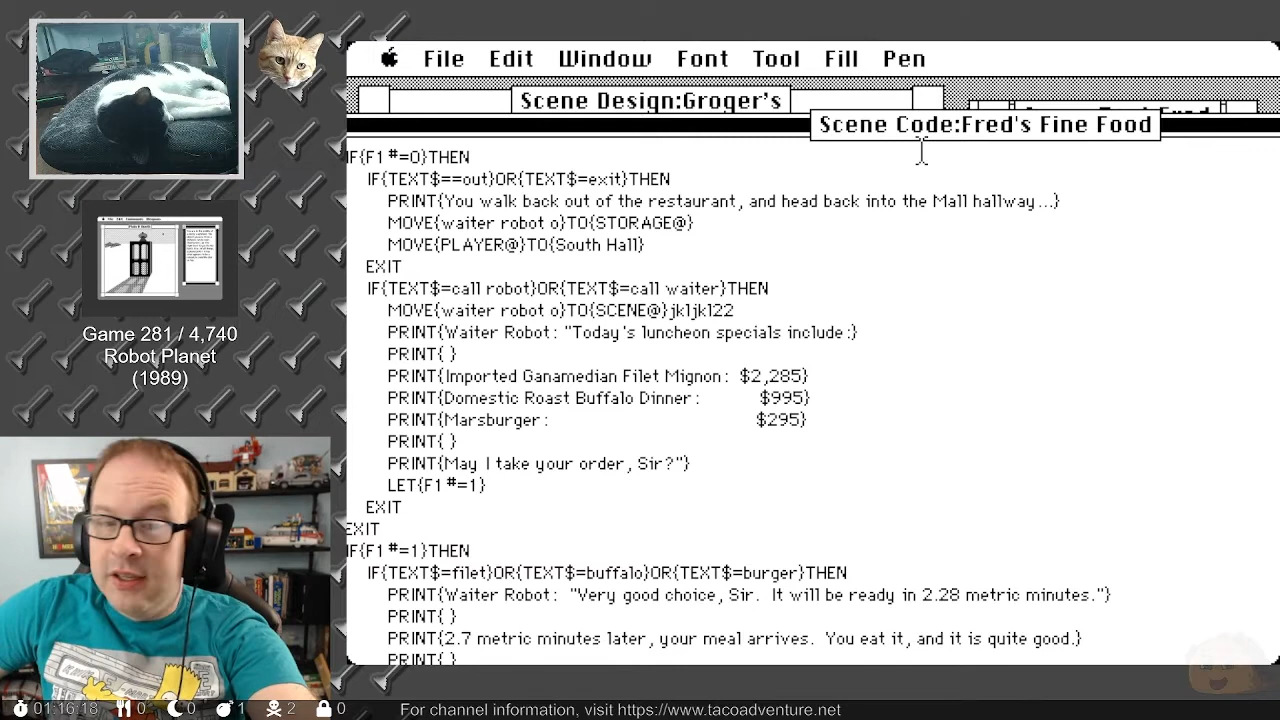 File Edit Window Font Tool Fill Pen
Scene Design:Groger's
Scene Code:Fred's Fine Food
IF{F1#=0}THEN
IF{TEXT$==out}OR{TEXT$=exit}THEN
PRINT{You walk back out of the restaurant, and head back into the Mall hallway...}
MOVE{waiter robot o}TO{STORAGE@}
MOVE{PLAYER@}TO{South Hall}
EXIT
IF{TEXT$=call robot}OR{TEXT$=call waiter}THEN
MOVE{waiter robot o}TO{SCENE@}jkljkl22
PRINT{Waiter Robot: "Today's luncheon specials include:}
PRINT{ }
PRINT{Imported Ganamedian Filet Mignon: $2,285}
PRINT{Domestic Roast Buffalo Dinner: $995}
PRINT{Marsburger: $295}
PRINT{ }
PRINT{May I take your order, Sir?"}
LET{F1#=1}
EXIT
EXIT
IF{F1#=1}THEN
IF{TEXT$=filet}OR{TEXT$=buffalo}OR{TEXT$=burger}THEN
PRINT{Waiter Robot: "Very good choice, Sir. It will be ready in 2.28 metric minutes."}
PRINT{ }
PRINT{2.7 metric minutes later, your meal arrives. You eat it, and it is quite good.}
PRINT{ }
Game 281 / 4,740
Robot Planet
(1989)
01:16:18 0 0 1 2 0 For channel information, visit https://www.tacoadventure.net